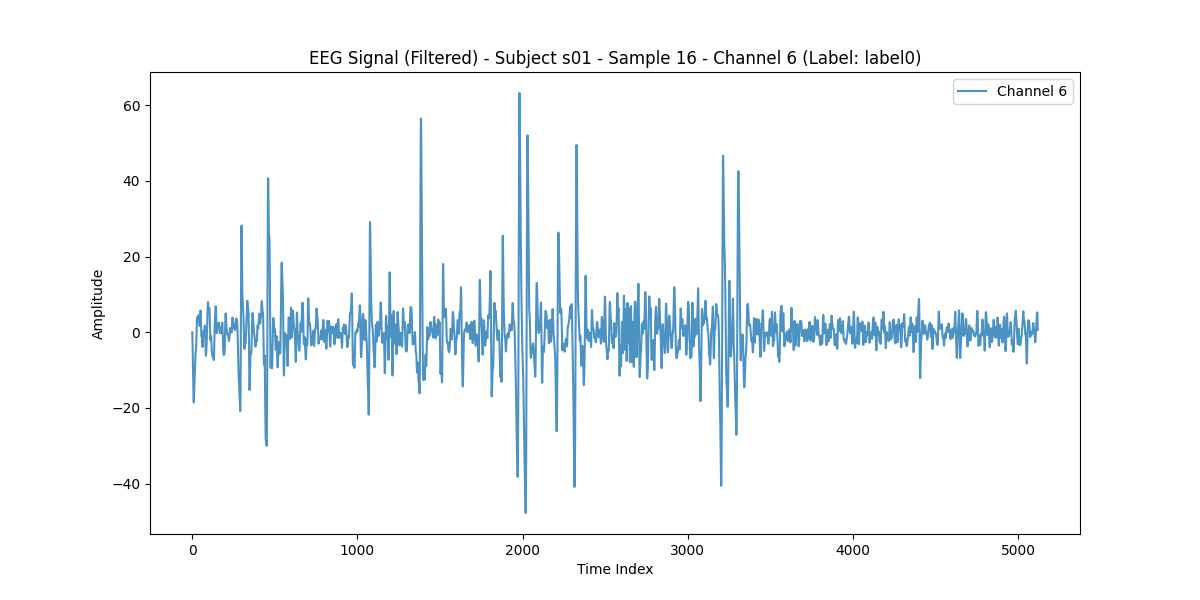 EEG Signal (Filtered) - Subject s01 - Sample 16 - Channel 6 (Label: label0)
Channel 6
60
40
20
0
−20
−40
Amplitude
0 1000 2000 3000 4000 5000
Time Index